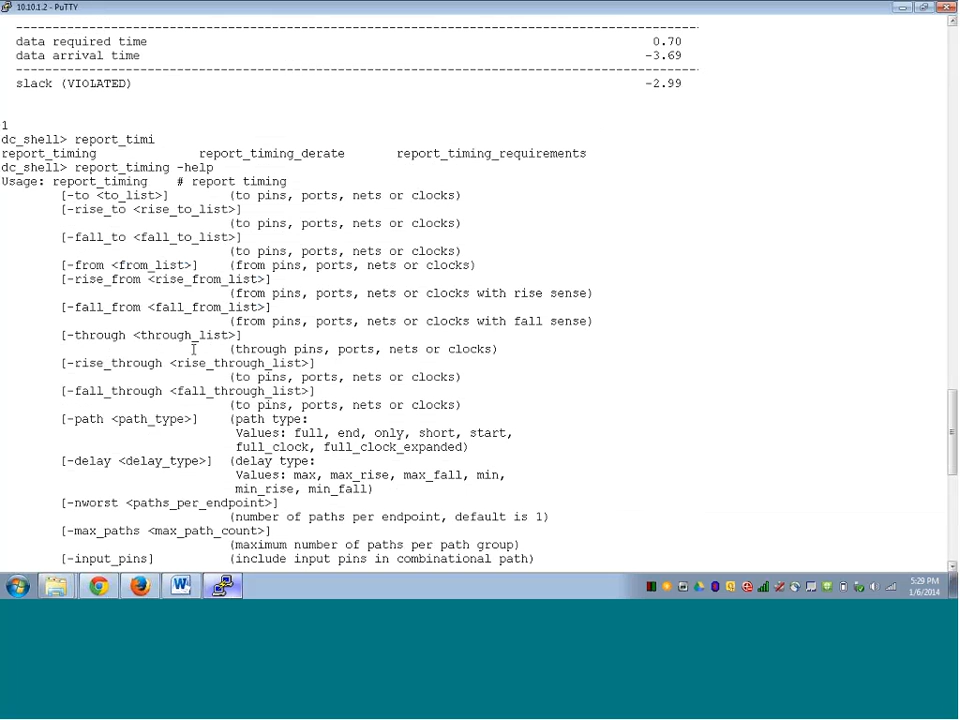 10.10.1.2 - PuTTY
data required time 0.70
data arrival time -3.69
slack (VIOLATED) -2.99
1
dc_shell> report_timi
report_timing report_timing_derate report_timing_requirements
dc_shell> report_timing -help
Usage: report_timing # report timing
[-to <to_list>] (to pins, ports, nets or clocks)
[-rise_to <rise_to_list>]
(to pins, ports, nets or clocks)
[-fall_to <fall_to_list>]
(to pins, ports, nets or clocks)
[-from <from_list>] (from pins, ports, nets or clocks)
[-rise_from <rise_from_list>]
(from pins, ports, nets or clocks with rise sense)
[-fall_from <fall_from_list>]
(from pins, ports, nets or clocks with fall sense)
[-through <through_list>]
(through pins, ports, nets or clocks)
[-rise_through <rise_through_list>]
(to pins, ports, nets or clocks)
[-fall_through <fall_through_list>]
(to pins, ports, nets or clocks)
[-path <path_type>] (path type:
Values: full, end, only, short, start,
full_clock, full_clock_expanded)
[-delay <delay_type>] (delay type:
Values: max, max_rise, max_fall, min,
min_rise, min_fall)
[-nworst <paths_per_endpoint>]
(number of paths per endpoint, default is 1)
[-max_paths <max_path_count>]
(maximum number of paths per path group)
[-input_pins] (include input pins in combinational path)
5:29 PM
1/6/2014